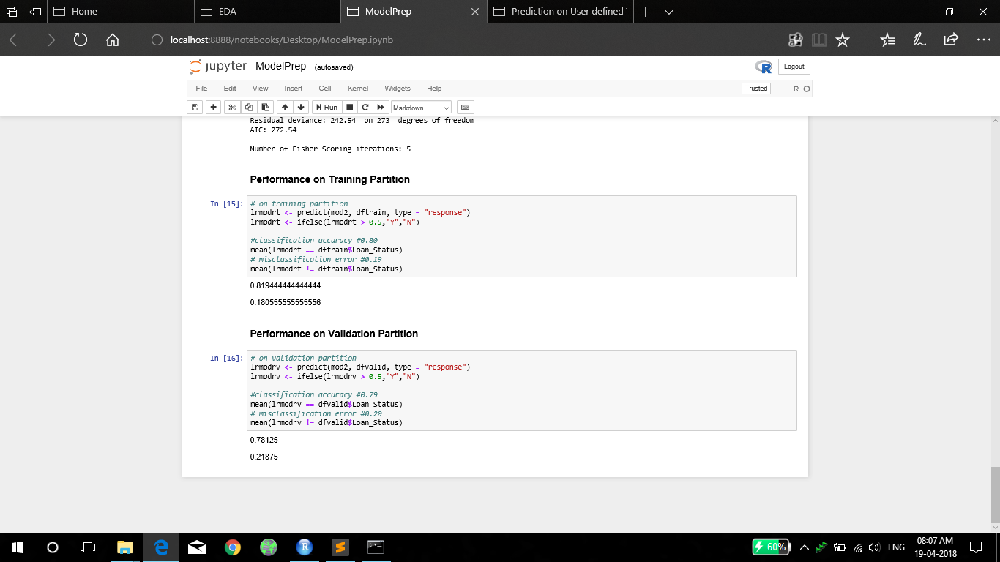 Home
EDA
ModelPrep
Prediction on User defined
localhost:8888/notebooks/Desktop/ModelPrep.ipynb
jupyter ModelPrep (autosaved)
R
Logout
File Edit View Insert Cell Kernel Widgets Help
Trusted
R
Run
Markdown
Residual deviance: 242.54  on 273  degrees of freedom
AIC: 272.54
Number of Fisher Scoring iterations: 5
Performance on Training Partition
In [15]:
# on training partition
lrmodrt <- predict(mod2, dftrain, type = "response")
lrmodrt <- ifelse(lrmodrt > 0.5,"Y","N")
#classification accuracy #0.80
mean(lrmodrt == dftrain$Loan_Status)
# misclassification error #0.19
mean(lrmodrt != dftrain$Loan_Status)
0.819444444444444
0.180555555555556
Performance on Validation Partition
In [16]:
# on validation partition
lrmodrv <- predict(mod2, dfvalid, type = "response")
lrmodrv <- ifelse(lrmodrv > 0.5,"Y","N")
#classification accuracy #0.79
mean(lrmodrv == dfvalid$Loan_Status)
# misclassification error #0.20
mean(lrmodrv != dfvalid$Loan_Status)
0.78125
0.21875
R
S
60%
ENG
08:07 AM
19-04-2018